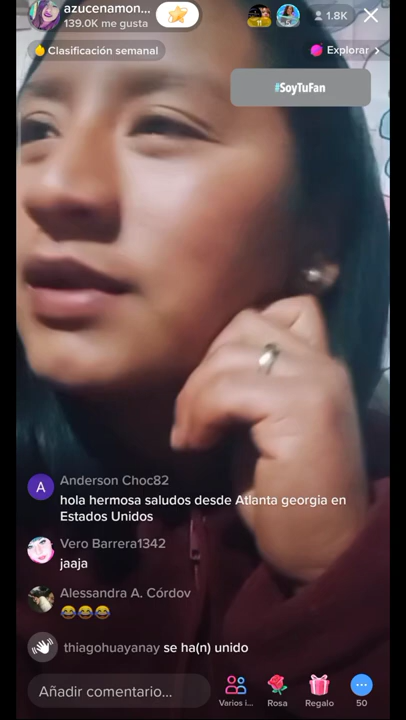 azucenamon...
139.0K me gusta
1.8K
Clasificación semanal
Explorar >
#SoyTuFan
A
Anderson Choc82
hola hermosa saludos desde Atlanta georgia en
Estados Unidos
Vero Barrera1342
jaaja
Alessandra A. Córdov
😂😂😂
thiagohuayanay se ha(n) unido
Añadir comentario...
Varios i...
Rosa
Regalo
50